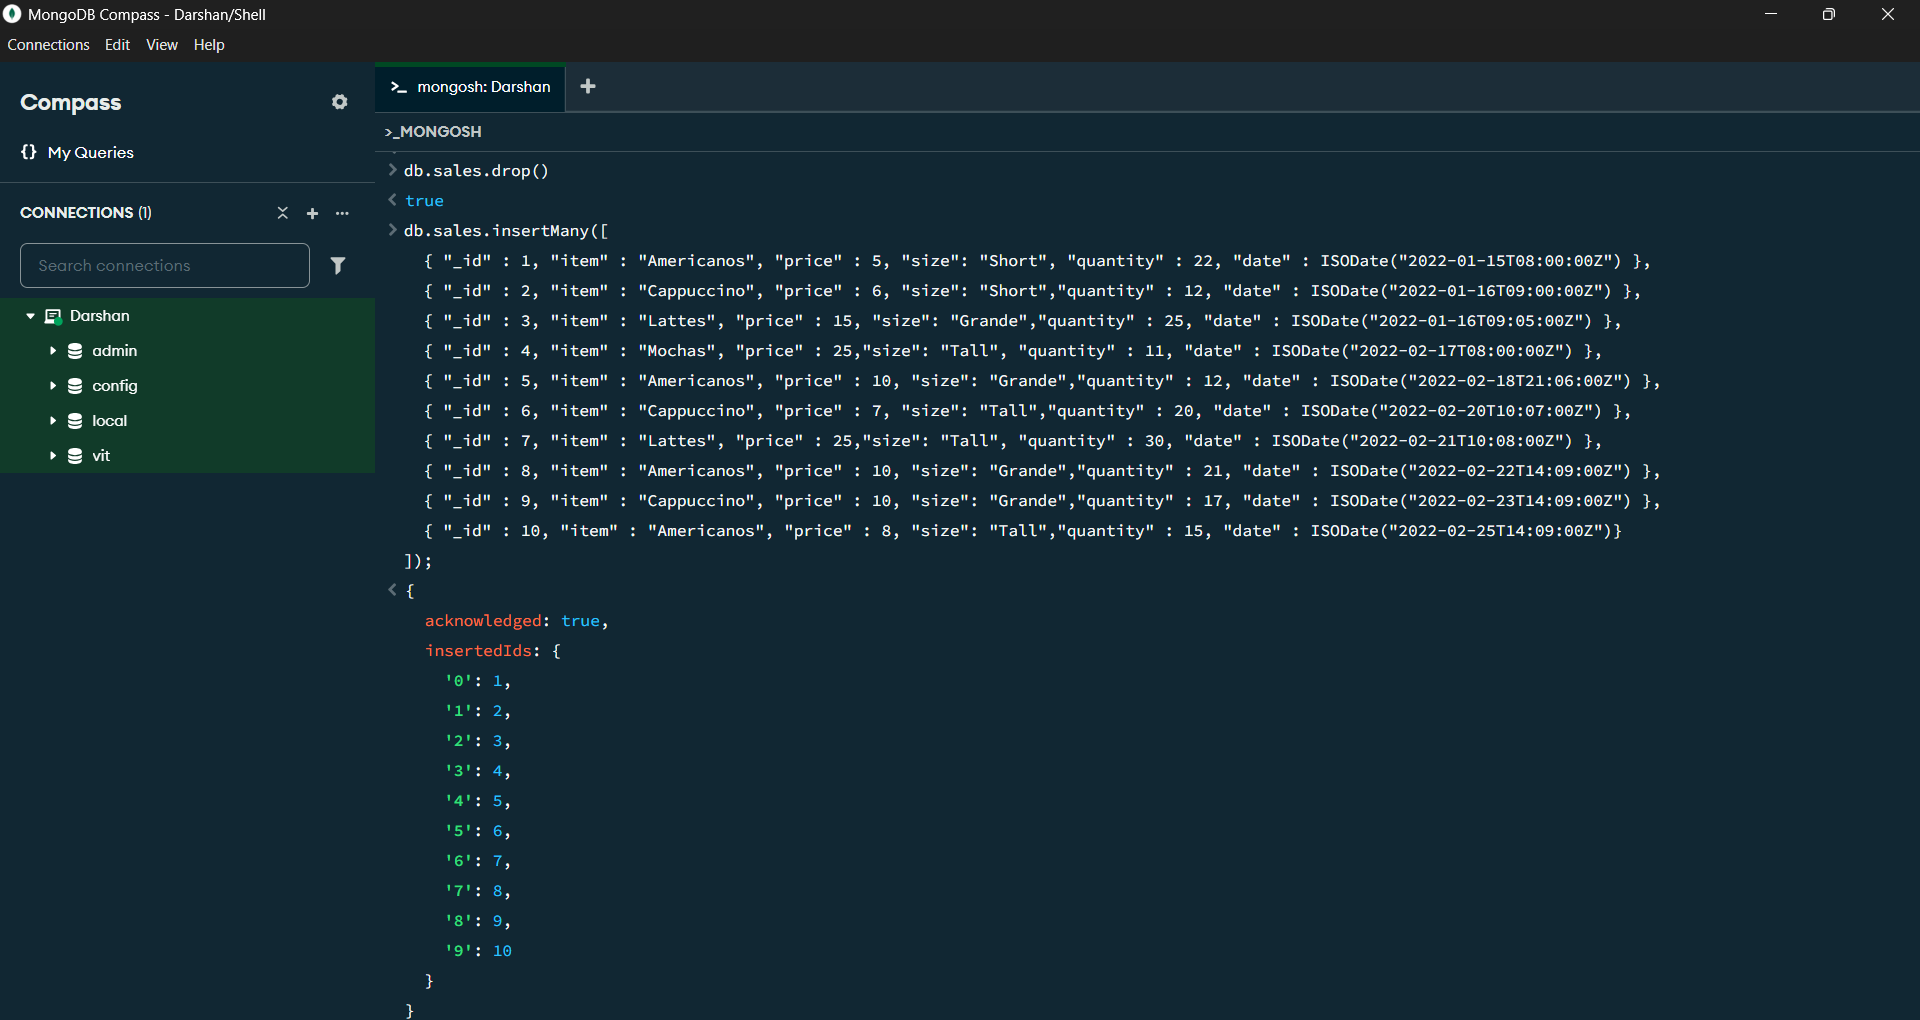 MongoDB Compass - Darshan/Shell
Connections Edit View Help
Compass
{} My Queries
CONNECTIONS (1)
Search connections
Darshan
admin
config
local
vit
>_ mongosh: Darshan
>_MONGOSH
> db.sales.drop()
< true
> db.sales.insertMany([
{ "_id" : 1, "item" : "Americanos", "price" : 5, "size": "Short", "quantity" : 22, "date" : ISODate("2022-01-15T08:00:00Z") },
{ "_id" : 2, "item" : "Cappuccino", "price" : 6, "size": "Short","quantity" : 12, "date" : ISODate("2022-01-16T09:00:00Z") },
{ "_id" : 3, "item" : "Lattes", "price" : 15, "size": "Grande","quantity" : 25, "date" : ISODate("2022-01-16T09:05:00Z") },
{ "_id" : 4, "item" : "Mochas", "price" : 25,"size": "Tall", "quantity" : 11, "date" : ISODate("2022-02-17T08:00:00Z") },
{ "_id" : 5, "item" : "Americanos", "price" : 10, "size": "Grande","quantity" : 12, "date" : ISODate("2022-02-18T21:06:00Z") },
{ "_id" : 6, "item" : "Cappuccino", "price" : 7, "size": "Tall","quantity" : 20, "date" : ISODate("2022-02-20T10:07:00Z") },
{ "_id" : 7, "item" : "Lattes", "price" : 25,"size": "Tall", "quantity" : 30, "date" : ISODate("2022-02-21T10:08:00Z") },
{ "_id" : 8, "item" : "Americanos", "price" : 10, "size": "Grande","quantity" : 21, "date" : ISODate("2022-02-22T14:09:00Z") },
{ "_id" : 9, "item" : "Cappuccino", "price" : 10, "size": "Grande","quantity" : 17, "date" : ISODate("2022-02-23T14:09:00Z") },
{ "_id" : 10, "item" : "Americanos", "price" : 8, "size": "Tall","quantity" : 15, "date" : ISODate("2022-02-25T14:09:00Z")}
]);
< {
acknowledged: true,
insertedIds: {
'0': 1,
'1': 2,
'2': 3,
'3': 4,
'4': 5,
'5': 6,
'6': 7,
'7': 8,
'8': 9,
'9': 10
}
}